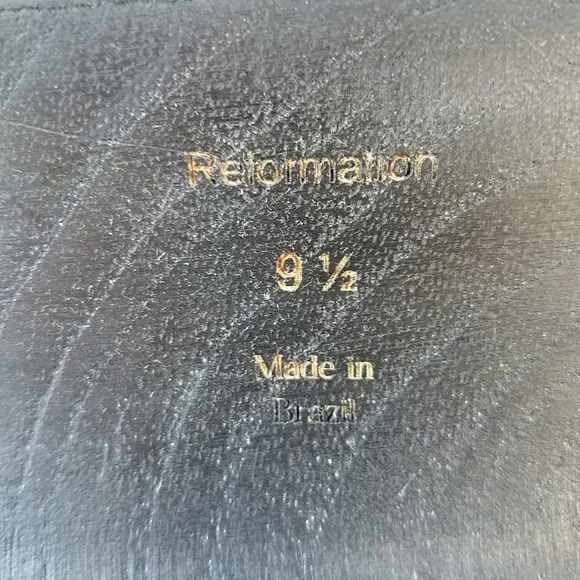 Reformation
9 ½
Made in
Brazil